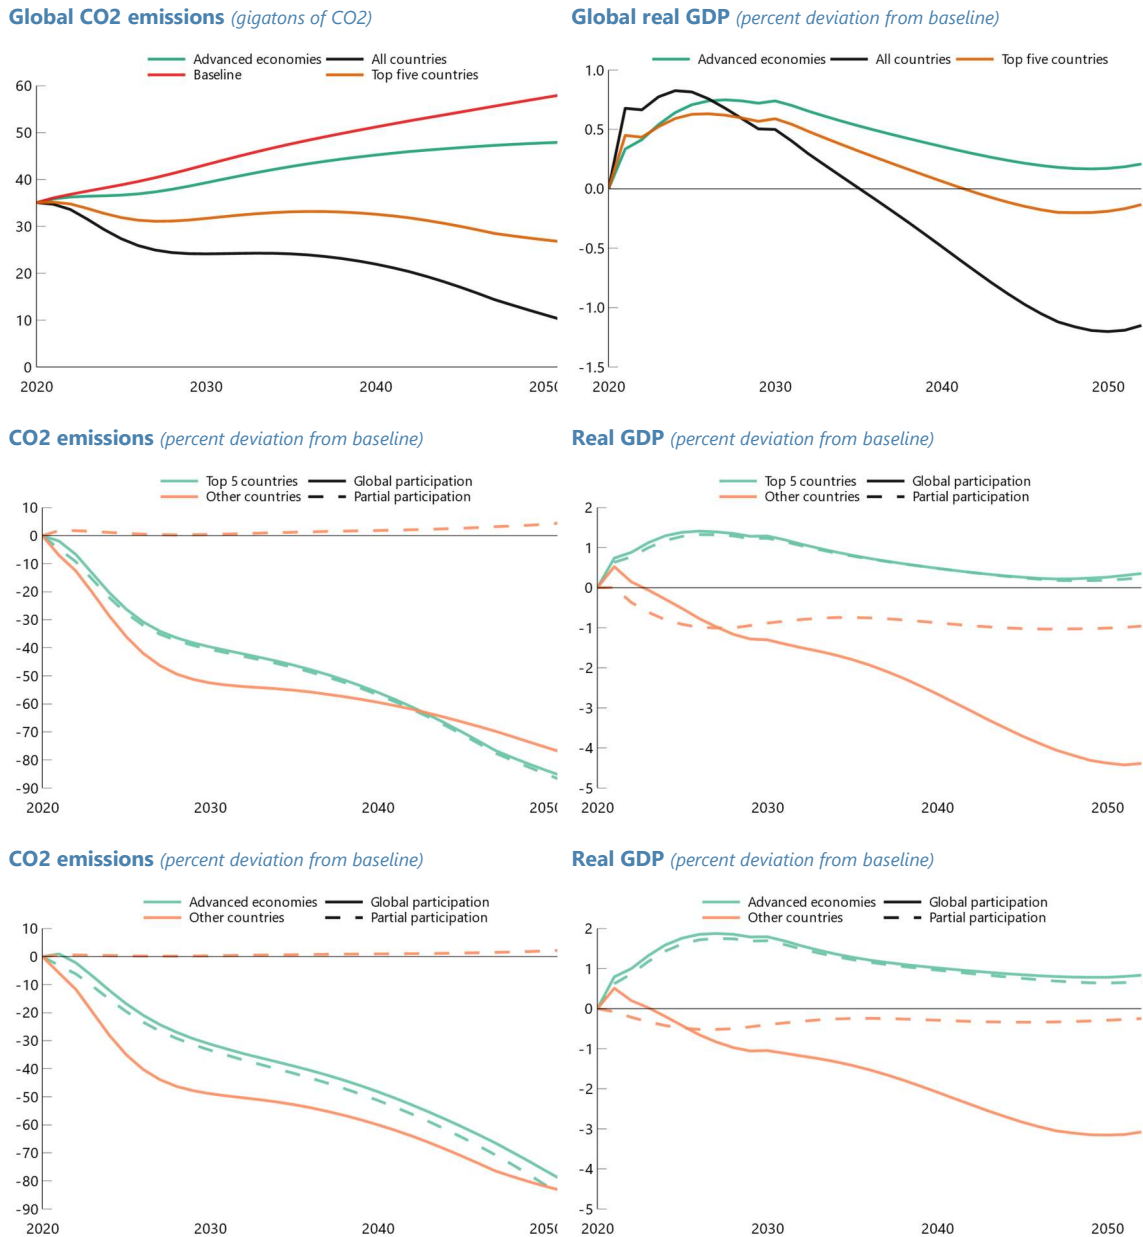 Global CO2 emissions (gigatons of CO2)
Advanced economies All countries
Baseline Top five countries
60
50
40
30
20
10
0
2020 2030 2040 2050
Global real GDP (percent deviation from baseline)
Advanced economies All countries Top five countries
1.0
0.5
0.0
-0.5
-1.0
-1.5
2020 2030 2040 2050
CO2 emissions (percent deviation from baseline)
Top 5 countries Global participation
Other countries Partial participation
10
0
-10
-20
-30
-40
-50
-60
-70
-80
-90
2020 2030 2040 2050
Real GDP (percent deviation from baseline)
Top 5 countries Global participation
Other countries Partial participation
2
1
0
-1
-2
-3
-4
-5
2020 2030 2040 2050
CO2 emissions (percent deviation from baseline)
Advanced economies Global participation
Other countries Partial participation
10
0
-10
-20
-30
-40
-50
-60
-70
-80
-90
2020 2030 2040 2050
Real GDP (percent deviation from baseline)
Advanced economies Global participation
Other countries Partial participation
2
1
0
-1
-2
-3
-4
-5
2020 2030 2040 2050